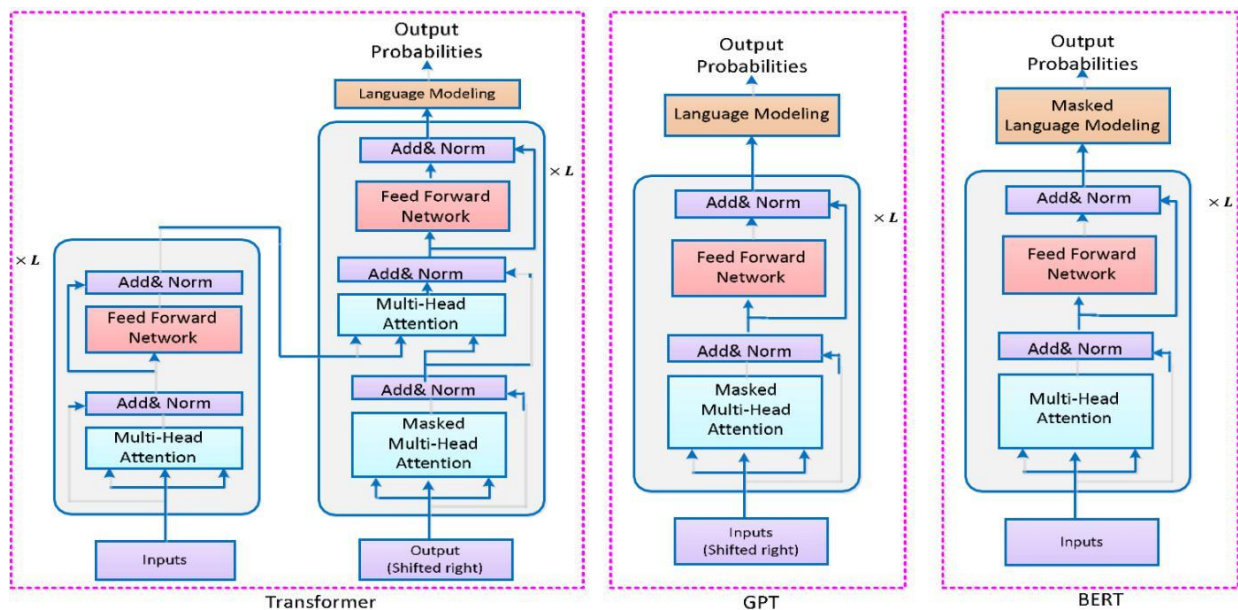 Output
Probabilities
Language Modeling
Add& Norm
× L
Feed Forward
Network
Add& Norm
Multi-Head
Attention
Add& Norm
Masked
Multi-Head
Attention
Output
(Shifted right)
× L
Add& Norm
Feed Forward
Network
Add& Norm
Multi-Head
Attention
Inputs
Transformer
Output
Probabilities
Language Modeling
Add& Norm
× L
Feed Forward
Network
Add& Norm
Masked
Multi-Head
Attention
Inputs
(Shifted right)
GPT
Output
Probabilities
Masked
Language Modeling
Add& Norm
× L
Feed Forward
Network
Add& Norm
Multi-Head
Attention
Inputs
BERT